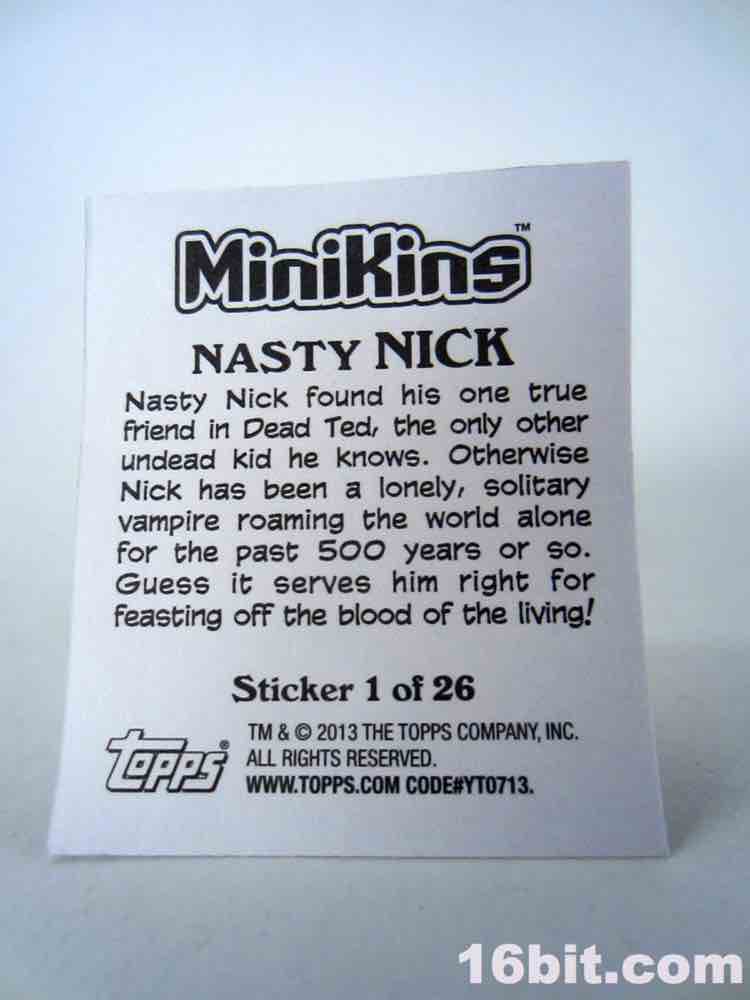 MiniKins™
NASTY NICK
Nasty Nick found his one true
friend in Dead Ted, the only other
undead kid he knows. Otherwise
Nick has been a lonely, solitary
vampire roaming the world alone
for the past 500 years or so.
Guess it serves him right for
feasting off the blood of the living!
Sticker 1 of 26
Topps®
TM & © 2013 THE TOPPS COMPANY, INC.
ALL RIGHTS RESERVED.
WWW.TOPPS.COM CODE#YT0713.
16bit.com